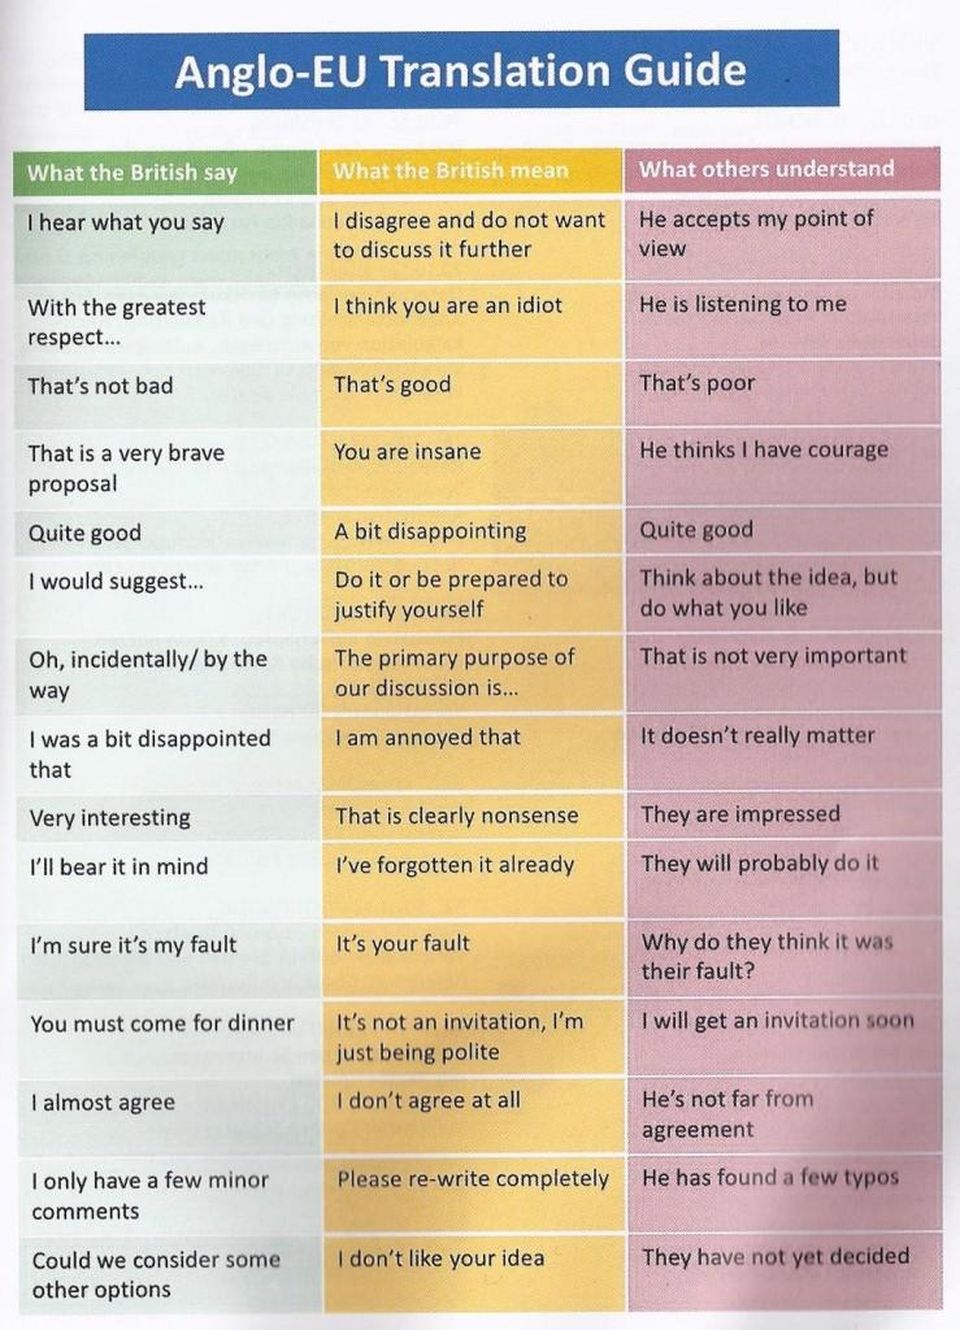 Anglo-EU Translation Guide
What the British say
What the British mean
What others understand
I hear what you say
I disagree and do not want
to discuss it further
He accepts my point of
view
With the greatest
respect...
I think you are an idiot
He is listening to me
That's not bad
That's good
That's poor
That is a very brave
proposal
You are insane
He thinks I have courage
Quite good
A bit disappointing
Quite good
I would suggest...
Do it or be prepared to
justify yourself
Think about the idea, but
do what you like
Oh, incidentally/ by the
way
The primary purpose of
our discussion is...
That is not very important
I was a bit disappointed
that
I am annoyed that
It doesn't really matter
Very interesting
That is clearly nonsense
They are impressed
I'll bear it in mind
I've forgotten it already
They will probably do it
I'm sure it's my fault
It's your fault
Why do they think it was
their fault?
You must come for dinner
It's not an invitation, I'm
just being polite
I will get an invitation soon
I almost agree
I don't agree at all
He's not far from
agreement
I only have a few minor
comments
Please re-write completely
He has found a few typos
Could we consider some
other options
I don't like your idea
They have not yet decided